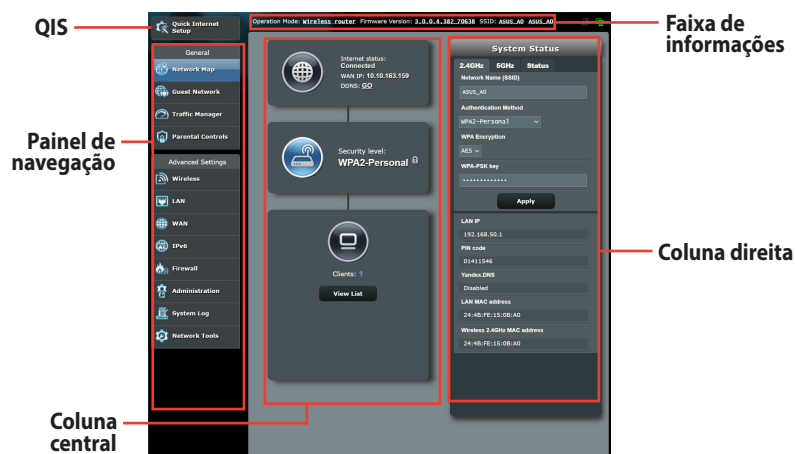 QIS
Quick Internet
Setup
Operation Mode: Wireless router Firmware Version: 3.0.0.4.382_70638 SSID: ASUS_A0 ASUS_A0
Faixa de
informações
General
Network Map
Guest Network
Traffic Manager
Parental Controls
Painel de
navegação
Advanced Settings
Wireless
LAN
WAN
IPv6
Firewall
Administration
System Log
Network Tools
Internet status:
Connected
WAN IP: 10.10.163.159
DDNS: GO
Security level:
WPA2-Personal
Clients: 1
View List
System Status
2.4GHz 5GHz Status
Network Name (SSID)
ASUS_A0
Authentication Method
WPA2-Personal
WPA Encryption
AES
WPA-PSK key
•••••••••••••
Apply
LAN IP
192.168.50.1
PIN code
01411546
Yandex.DNS
Disabled
LAN MAC address
24:4B:FE:15:0B:A0
Wireless 2.4GHz MAC address
24:4B:FE:15:0B:A0
Coluna direita
Coluna
central